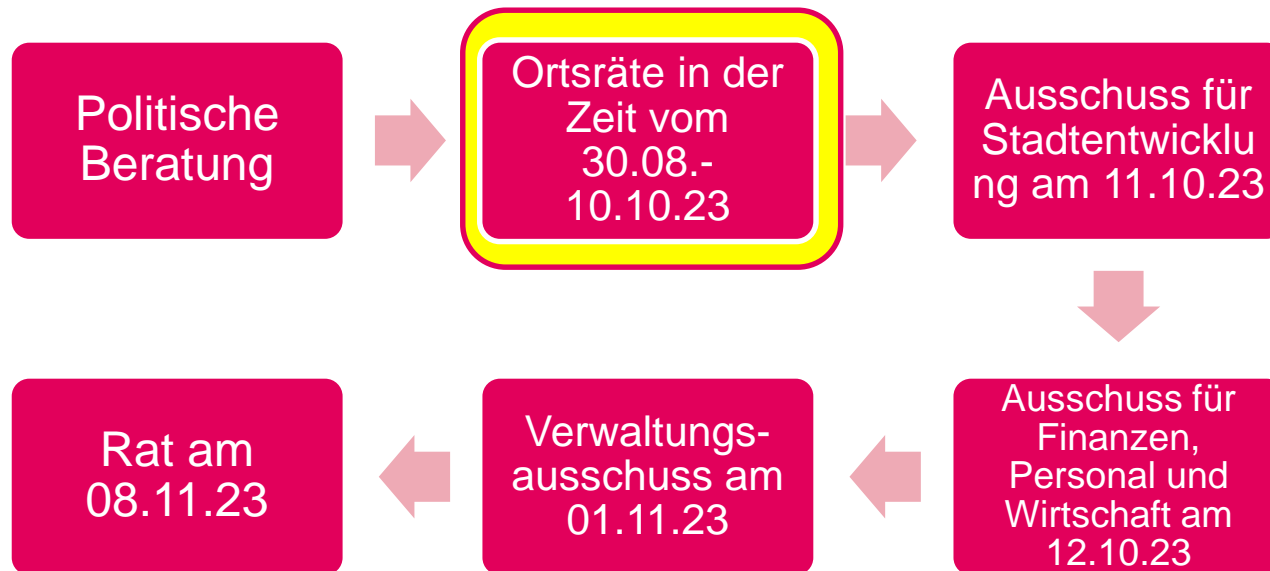 Politische
Beratung
Ortsräte in der
Zeit vom
30.08.-
10.10.23
Ausschuss für
Stadtentwicklu
ng am 11.10.23
Ausschuss für
Finanzen,
Personal und
Wirtschaft am
12.10.23
Verwaltungs-
ausschuss am
01.11.23
Rat am
08.11.23